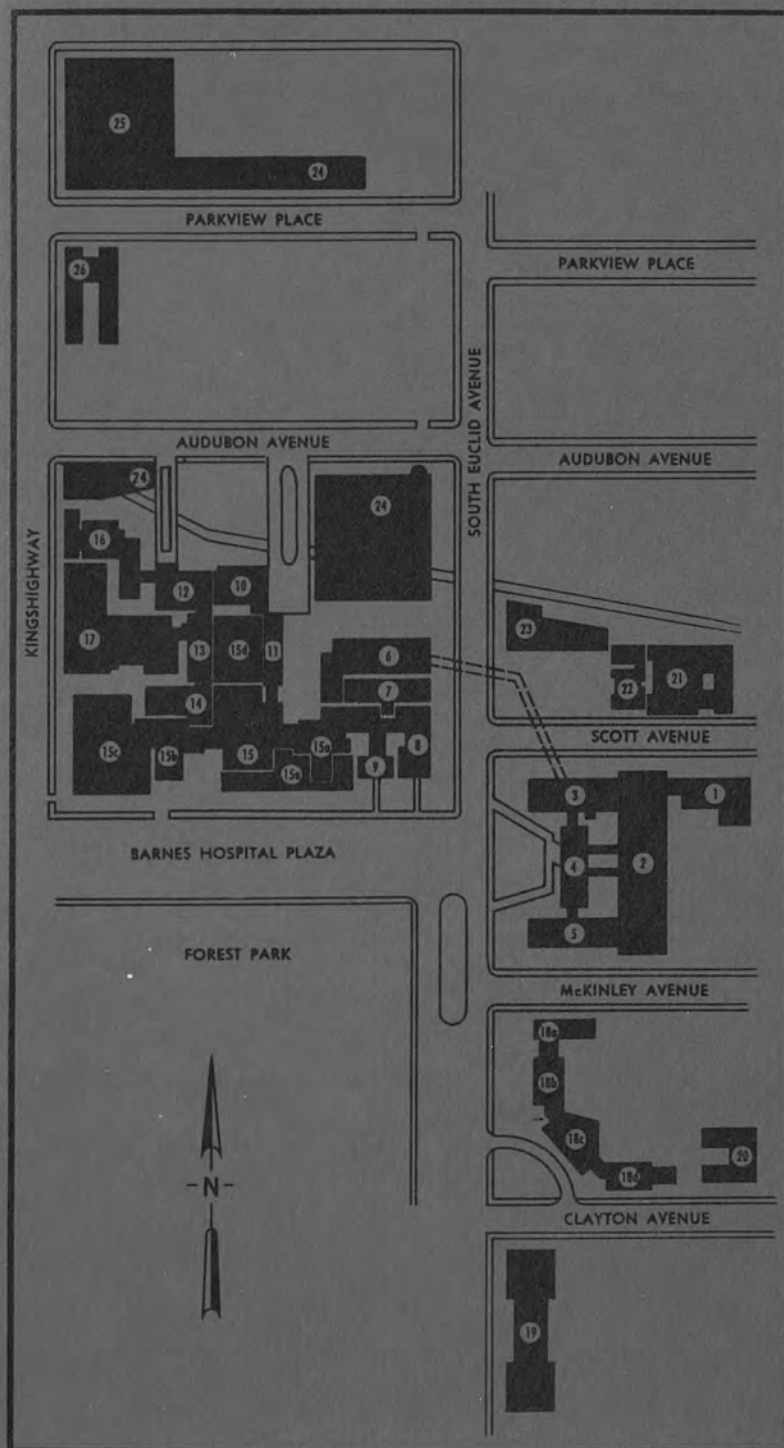 25
24
PARKVIEW PLACE
26
PARKVIEW PLACE
SOUTH EUCLID AVENUE
AUDUBON AVENUE
AUDUBON AVENUE
KINGSHIGHWAY
24
24
16
12
10
17
13
15d
11
23
6
7
22
21
14
15c
15b
15
15a
8
9
SCOTT AVENUE
3
1
BARNES HOSPITAL PLAZA
4
2
5
FOREST PARK
McKINLEY AVENUE
18a
18b
18c
20
18d
-N-
CLAYTON AVENUE
19